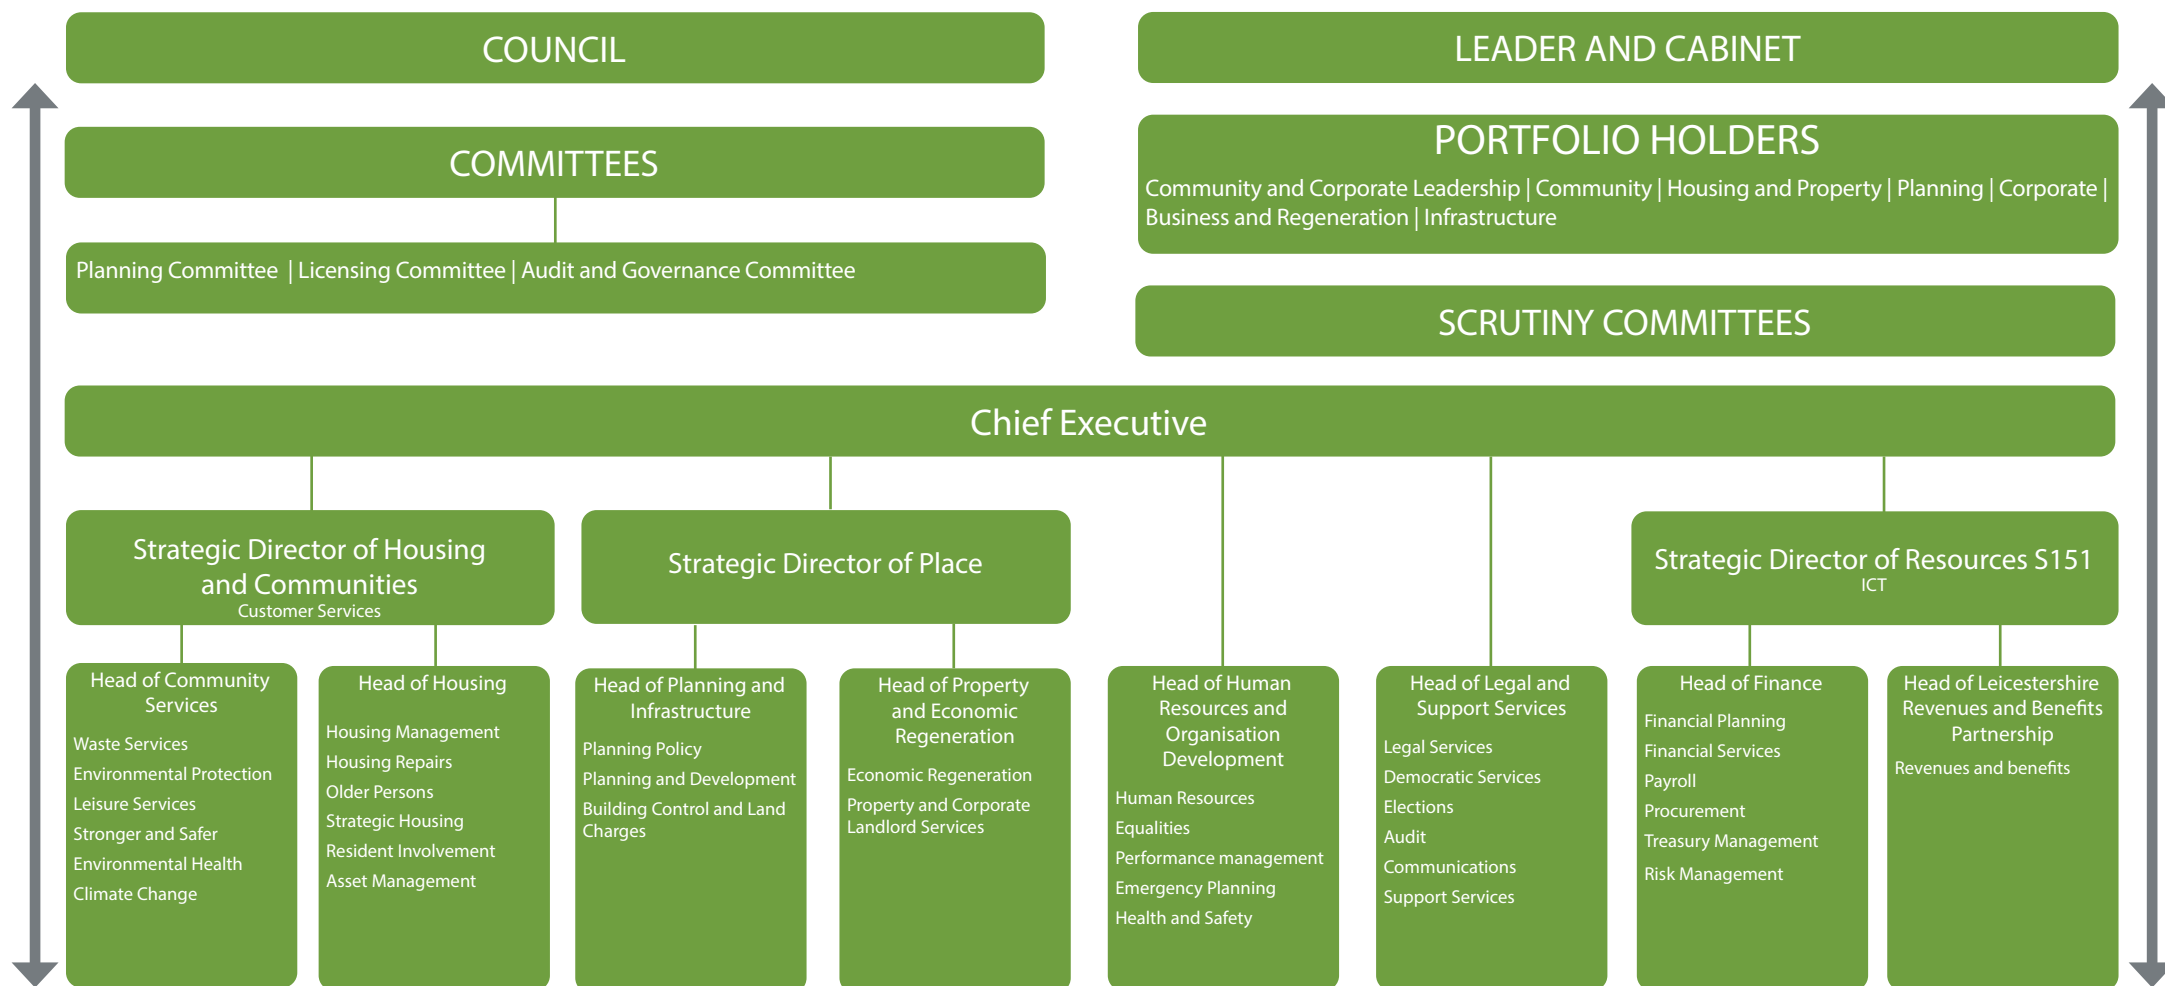 COUNCIL
LEADER AND CABINET
COMMITTEES
PORTFOLIO HOLDERS
Community and Corporate Leadership | Community | Housing and Property | Planning | Corporate |
Business and Regeneration | Infrastructure
Planning Committee | Licensing Committee | Audit and Governance Committee
SCRUTINY COMMITTEES
Chief Executive
Strategic Director of Housing
and Communities
Customer Services
Strategic Director of Place
Strategic Director of Resources S151
ICT
Head of Community
Services
Waste Services
Environmental Protection
Leisure Services
Stronger and Safer
Environmental Health
Climate Change
Head of Housing
Housing Management
Housing Repairs
Older Persons
Strategic Housing
Resident Involvement
Asset Management
Head of Planning and
Infrastructure
Planning Policy
Planning and Development
Building Control and Land
Charges
Head of Property
and Economic
Regeneration
Economic Regeneration
Property and Corporate
Landlord Services
Head of Human
Resources and
Organisation
Development
Human Resources
Equalities
Performance management
Emergency Planning
Health and Safety
Head of Legal and
Support Services
Legal Services
Democratic Services
Elections
Audit
Communications
Support Services
Head of Finance
Financial Planning
Financial Services
Payroll
Procurement
Treasury Management
Risk Management
Head of Leicestershire
Revenues and Benefits
Partnership
Revenues and benefits